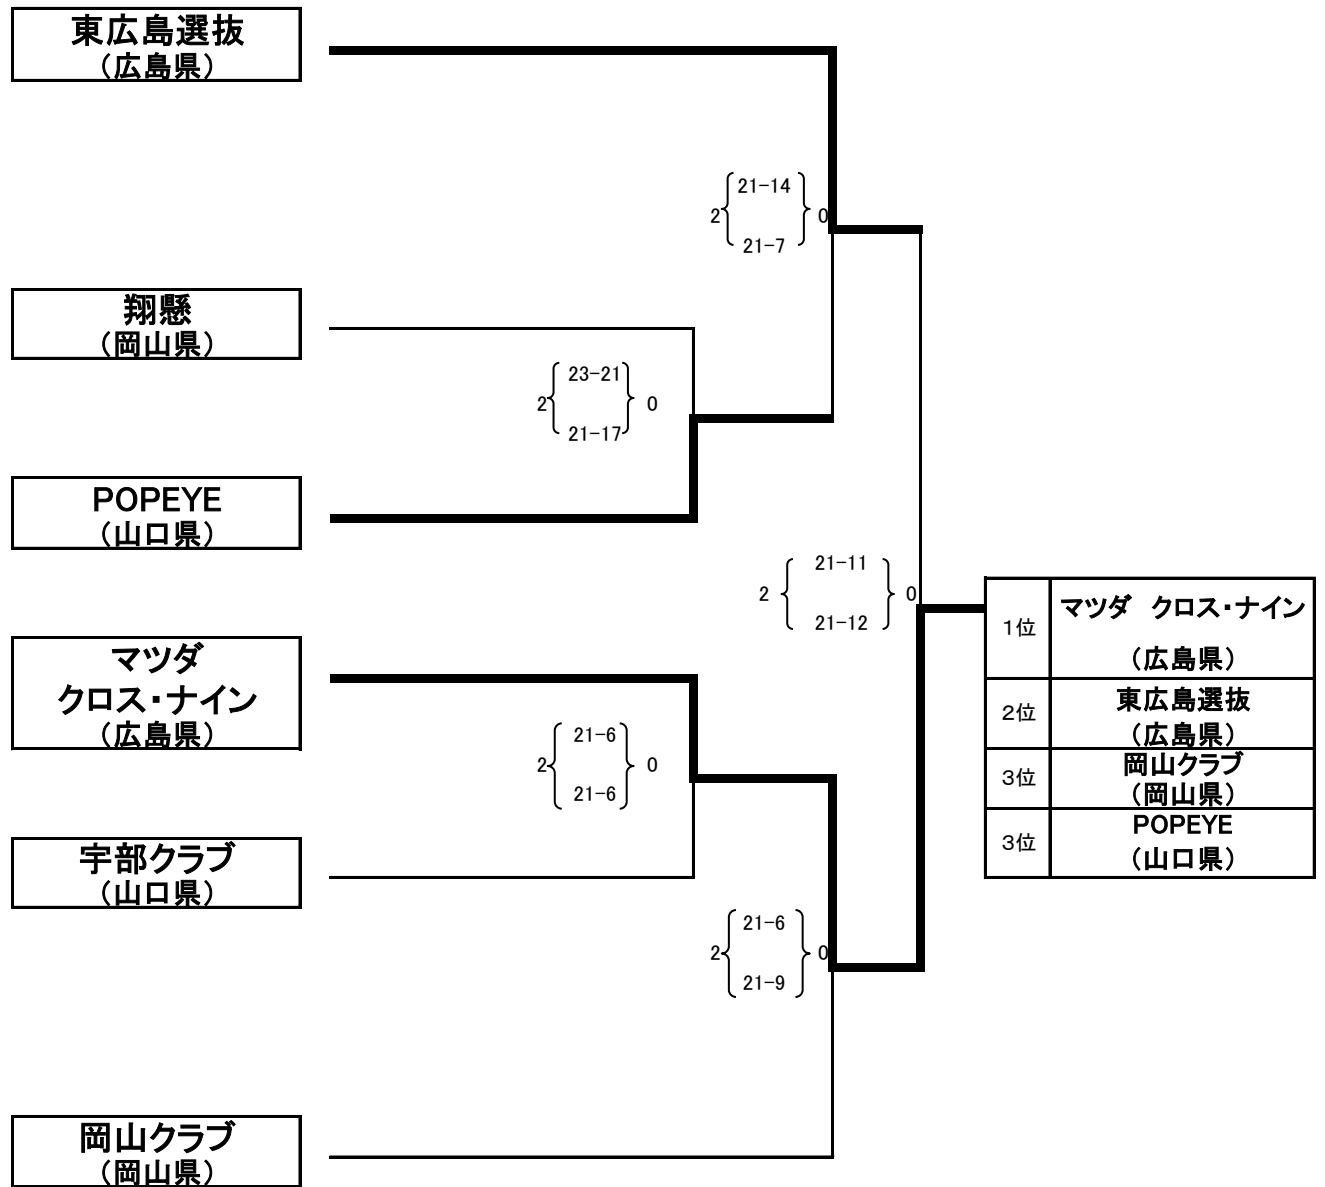 東広島選抜
（広島県）
21-14
2 0
21-7
翔懸
（岡山県）
23-21
2 0
21-17
POPEYE
（山口県）
21-11
2 0
21-12
マツダ
クロス・ナイン
（広島県）
21-6
2 0
21-6
宇部クラブ
（山口県）
21-6
2 0
21-9
岡山クラブ
（岡山県）
1位 マツダ　クロス・ナイン
（広島県）
2位 東広島選抜
（広島県）
3位 岡山クラブ
（岡山県）
3位 POPEYE
（山口県）